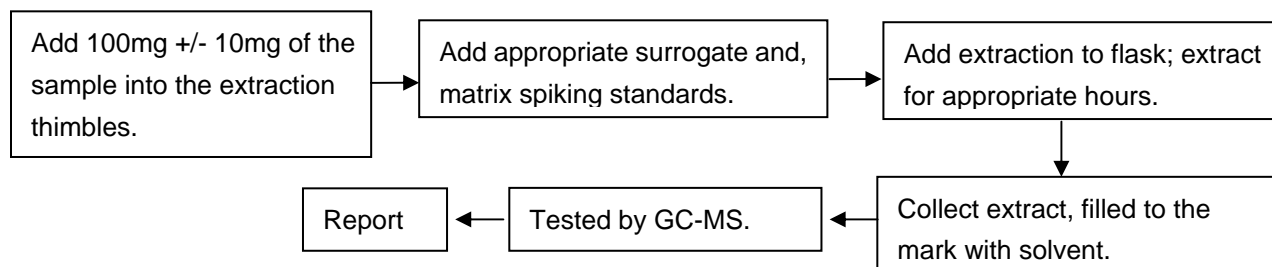 Add 100mg +/- 10mg of the
sample into the extraction
thimbles.
Add appropriate surrogate and,
matrix spiking standards.
Add extraction to flask; extract
for appropriate hours.
Collect extract, filled to the
mark with solvent.
Tested by GC-MS.
Report